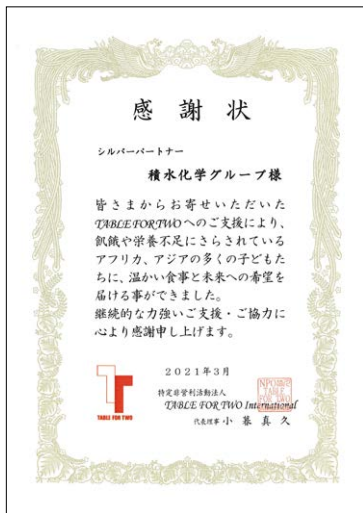 感謝状
シルバーパートナー
積水化学グループ様
皆さまからお寄せいただいた
TABLE FOR TWOへのご支援により、
飢餓や栄養不足にさらされている
アフリカ、アジアの多くの子どもた
ちに、温かい食事と未来への希望を
届ける事ができました。
継続的な力強いご支援・ご協力に
心より感謝申し上げます。
2021年3月
特定非営利活動法人
TABLE FOR TWO International
代表理事 小暮真久
TABLE FOR TWO
NPO法人
TABLE
FOR TWO